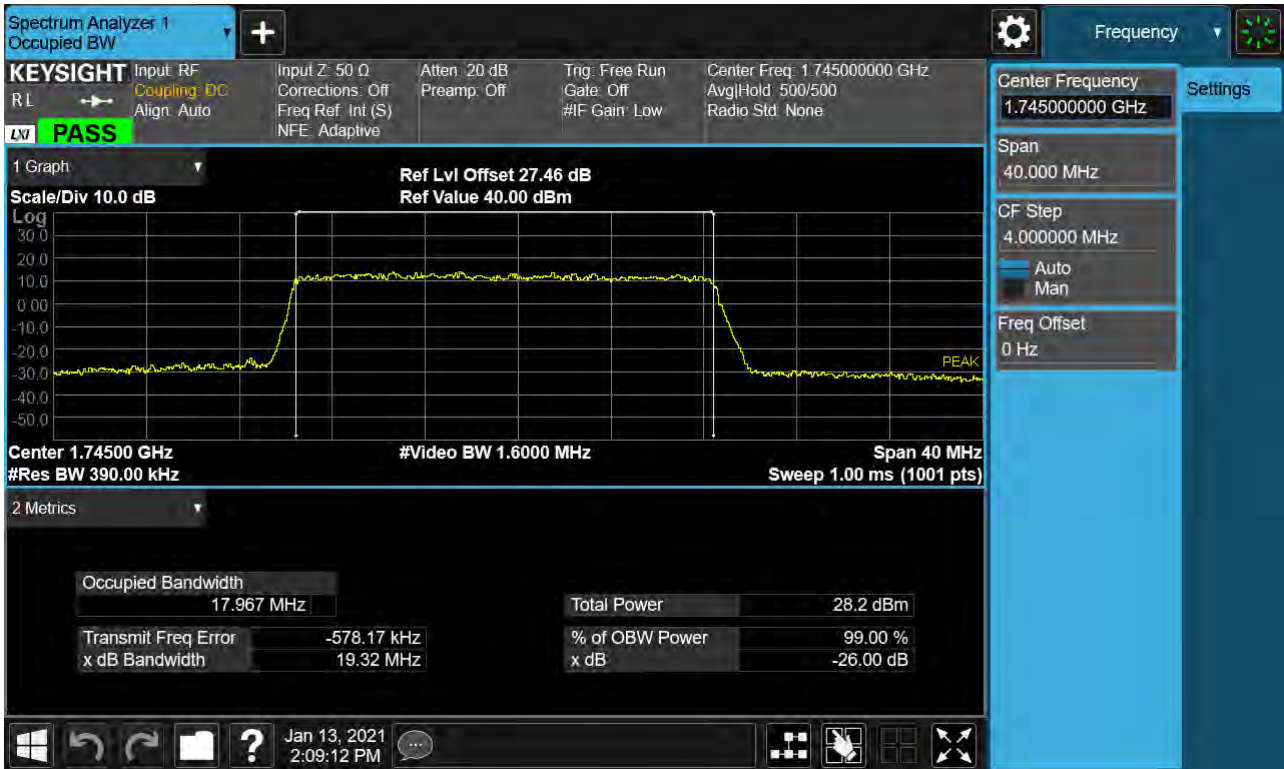 Spectrum Analyzer 1
Occupied BW
Frequency
KEYSIGHT
R L
LXI
PASS
Input: RF
Coupling: DC
Align: Auto
Input Z: 50 Ω
Corrections: Off
Freq Ref: Int (S)
NFE: Adaptive
Atten: 20 dB
Preamp: Off
Trig: Free Run
Gate: Off
#IF Gain: Low
Center Freq: 1.745000000 GHz
Avg|Hold: 500/500
Radio Std: None
Center Frequency
1.745000000 GHz
Settings
Span
40.000 MHz
CF Step
4.000000 MHz
Auto
Man
Freq Offset
0 Hz
1 Graph
Scale/Div 10.0 dB
Ref Lvl Offset 27.46 dB
Ref Value 40.00 dBm
Log
30.0
20.0
10.0
0.00
-10.0
-20.0
-30.0
-40.0
-50.0
PEAK
Center 1.74500 GHz
#Video BW 1.6000 MHz
Span 40 MHz
#Res BW 390.00 kHz
Sweep 1.00 ms (1001 pts)
2 Metrics
Occupied Bandwidth
17.967 MHz
Total Power 28.2 dBm
Transmit Freq Error -578.17 kHz
% of OBW Power 99.00 %
x dB Bandwidth 19.32 MHz
x dB -26.00 dB
?
Jan 13, 2021
2:09:12 PM